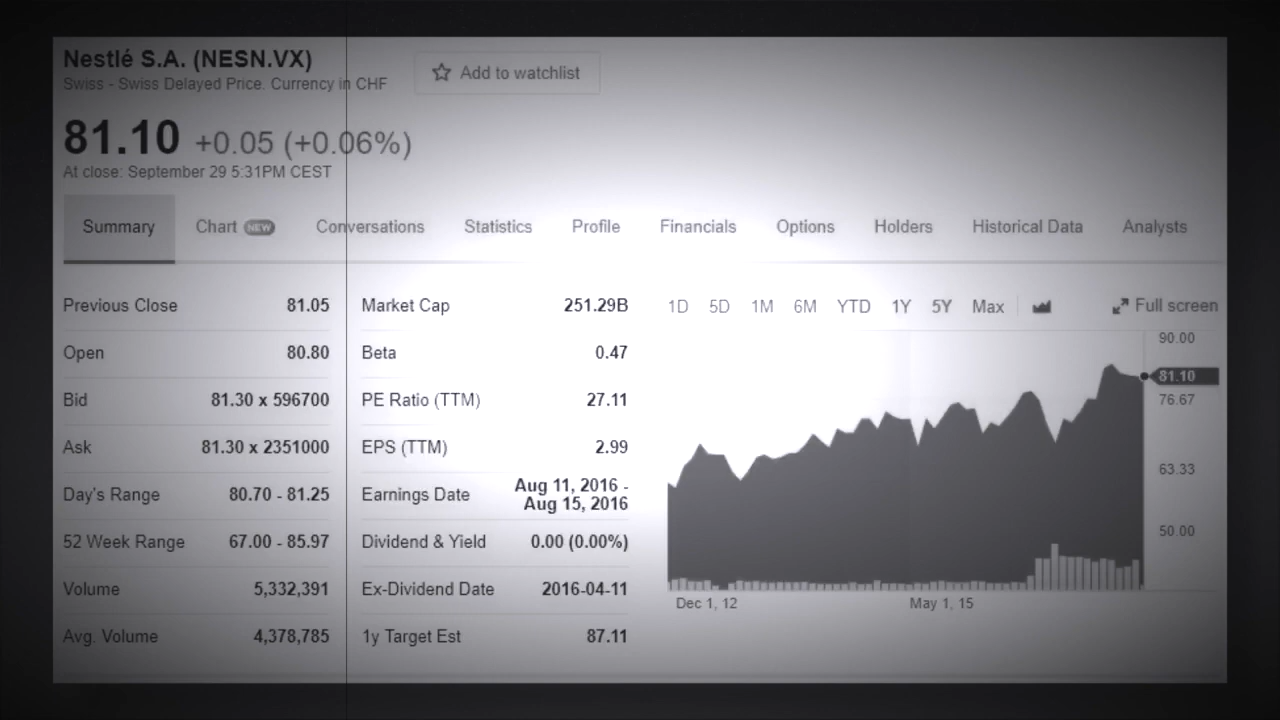 Nestlé S.A. (NESN.VX)
Swiss - Swiss Delayed Price. Currency in CHF
Add to watchlist
81.10 +0.05 (+0.06%)
At close: September 29 5:31PM CEST
Summary Chart NEW Conversations Statistics Profile Financials Options Holders Historical Data Analysts
Previous Close 81.05
Open 80.80
Bid 81.30 x 596700
Ask 81.30 x 2351000
Day's Range 80.70 - 81.25
52 Week Range 67.00 - 85.97
Volume 5,332,391
Avg. Volume 4,378,785
Market Cap 251.29B
Beta 0.47
PE Ratio (TTM) 27.11
EPS (TTM) 2.99
Earnings Date Aug 11, 2016 -
Aug 15, 2016
Dividend & Yield 0.00 (0.00%)
Ex-Dividend Date 2016-04-11
1y Target Est 87.11
1D 5D 1M 6M YTD 1Y 5Y Max Full screen
90.00
81.10
76.67
63.33
50.00
Dec 1, 12 May 1, 15